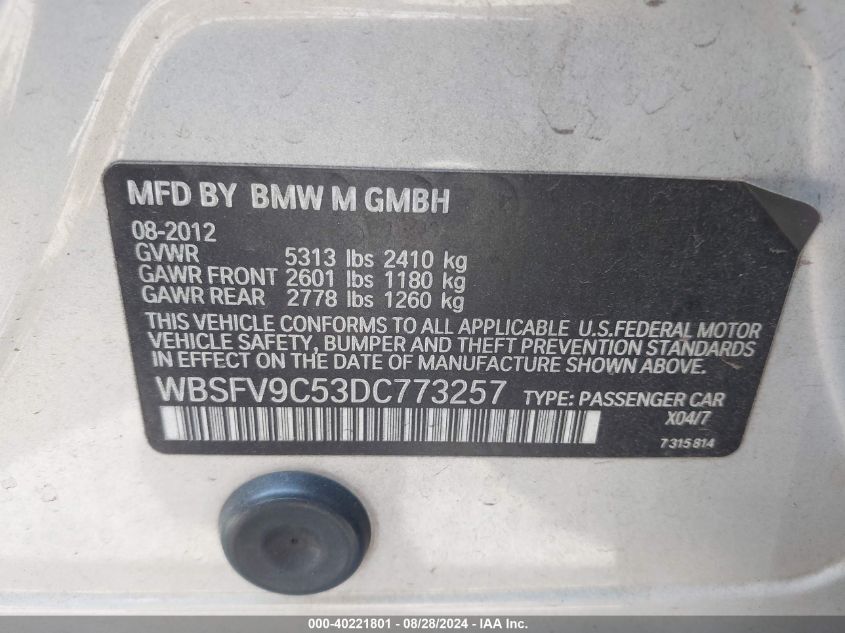 MFD BY BMW M GMBH
08-2012
GVWR 5313 lbs 2410 kg
GAWR FRONT 2601 lbs 1180 kg
GAWR REAR 2778 lbs 1260 kg
THIS VEHICLE CONFORMS TO ALL APPLICABLE U.S.FEDERAL MOTOR
VEHICLE SAFETY, BUMPER AND THEFT PREVENTION STANDARDS
IN EFFECT ON THE DATE OF MANUFACTURE SHOWN ABOVE.
WBSFV9C53DC773257 TYPE: PASSENGER CAR
X04/7
7315814
000-40221801 - 08/28/2024 - IAA Inc.